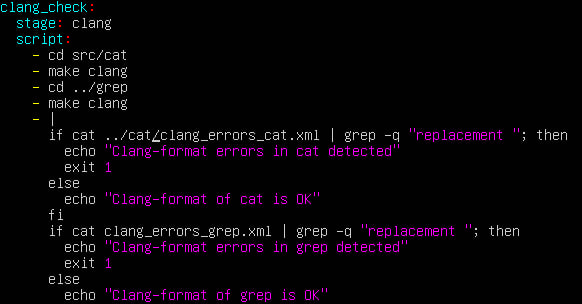 clang_check:
  stage: clang
  script:
    - cd src/cat
    - make clang
    - cd ../grep
    - make clang
    - |
      if cat ../cat/clang_errors_cat.xml | grep -q "replacement "; then
        echo "Clang-format errors in cat detected"
        exit 1
      else
        echo "Clang-format of cat is OK"
      fi
      if cat clang_errors_grep.xml | grep -q "replacement "; then
        echo "Clang-format errors in grep detected"
        exit 1
      else
        echo "Clang-format of grep is OK"